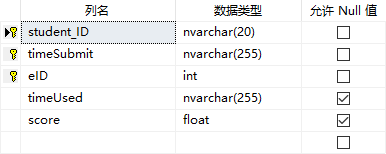 列名 数据类型 允许 Null 值
student_ID nvarchar(20)
timeSubmit nvarchar(255)
eID int
timeUsed nvarchar(255)
score float